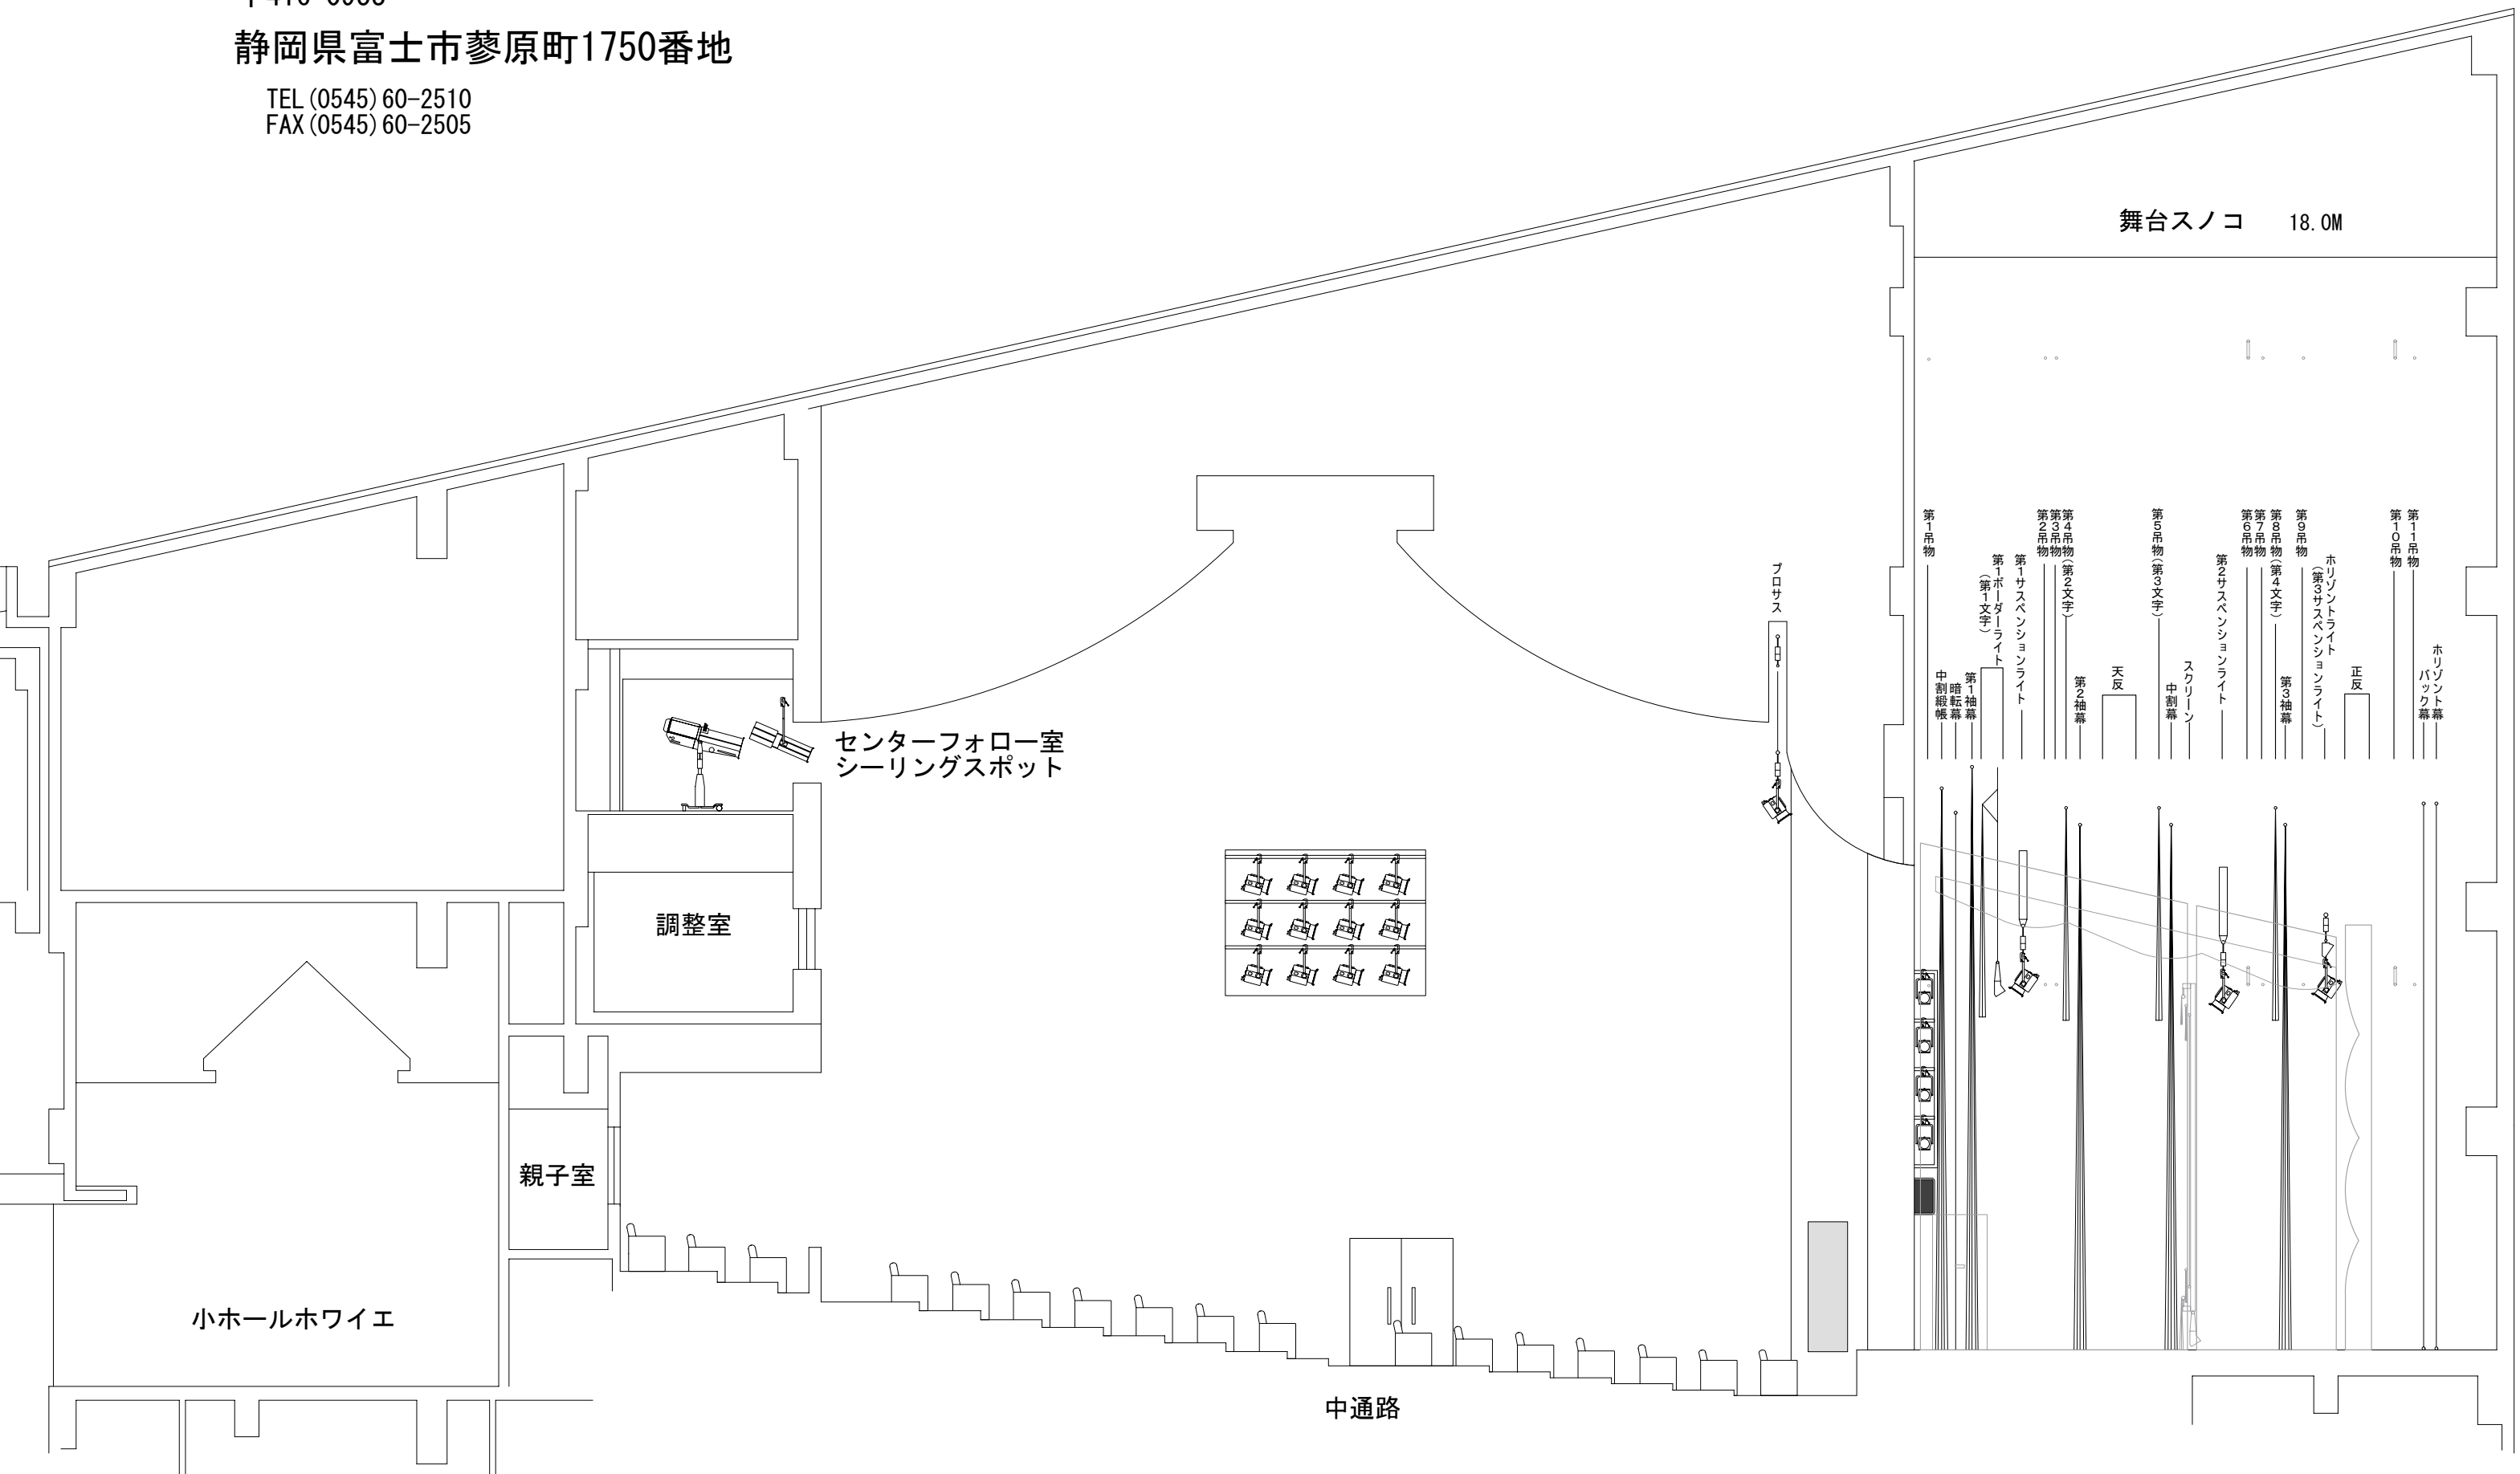 静岡県富士市蓼原町1750番地
TEL(0545)60-2510
FAX(0545)60-2505
舞台スノコ 18.0M
第1吊物
中割緞帳
暗転幕
第1袖幕
第1ボーダーライト
(第1文字)
第1サスペンションライト
第2吊物
第3吊物
第4吊物(第2文字)
第2袖幕
天反
第5吊物(第3文字)
中割幕
スクリーン
第2サスペンションライト
第6吊物
第7吊物
第8吊物(第4文字)
第3袖幕
第9吊物
ホリゾントライト
(第3サスペンションライト)
正反
第10吊物
第11吊物
バック幕
ホリゾント幕
プロサス
センターフォロー室
シーリングスポット
調整室
親子室
小ホールホワイエ
中通路